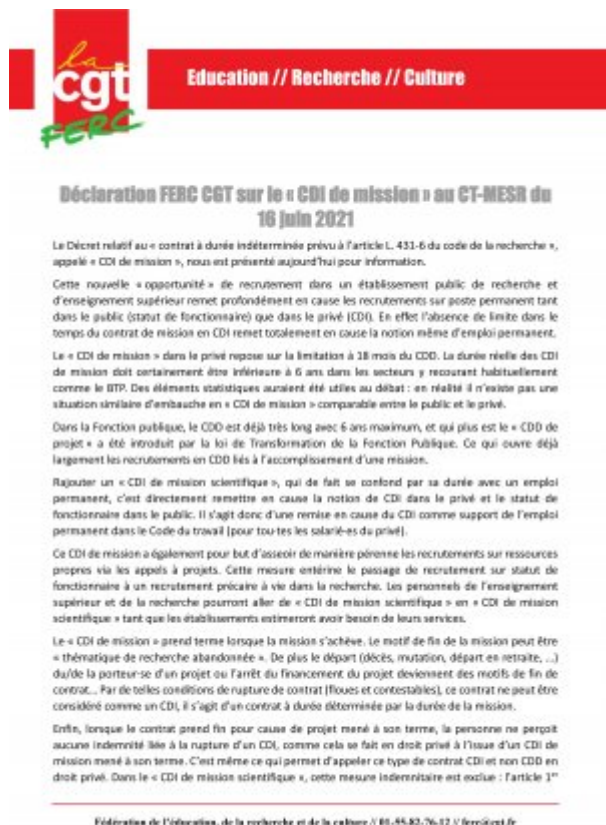 la
cgt
FERC
Education // Recherche // Culture
Déclaration FERC CGT sur le « CDI de mission » au CT-MESR du
16 juin 2021
Le Décret relatif au « contrat à durée indéterminée prévu à l'article L. 431-6 du code de la recherche »,
appelé « CDI de mission », nous est présenté aujourd'hui pour information.
Cette nouvelle « opportunité » de recrutement dans un établissement public de recherche et
d'enseignement supérieur remet profondément en cause les recrutements sur poste permanent tant
dans le public (statut de fonctionnaire) que dans le privé (CDI). En effet l'absence de limite dans le
temps du contrat de mission en CDI remet totalement en cause la notion même d'emploi permanent.
Le « CDI de mission » dans le privé repose sur la limitation à 18 mois du CDD. La durée réelle des CDI
de mission doit certainement être inférieure à 6 ans dans les secteurs y recourant habituellement
comme le BTP. Des éléments statistiques auraient été utiles au débat : en réalité il n'existe pas une
situation similaire d'embauche en « CDI de mission » comparable entre le public et le privé.
Dans la Fonction publique, le CDD est déjà très long avec 6 ans maximum, et qui plus est le « CDD de
projet » a été introduit par la loi de Transformation de la Fonction Publique. Ce qui ouvre déjà
largement les recrutements en CDD liés à l'accomplissement d'une mission.
Rajouter un « CDI de mission scientifique », qui de fait se confond par sa durée avec un emploi
permanent, c'est directement remettre en cause la notion de CDI dans le privé et le statut de
fonctionnaire dans le public. Il s'agit donc d'une remise en cause du CDI comme support de l'emploi
permanent dans le Code du travail (pour tou·tes les salarié·es du privé).
Ce CDI de mission a également pour but d'asseoir de manière pérenne les recrutements sur ressources
propres via les appels à projets. Cette mesure entérine le passage de recrutement sur statut de
fonctionnaire à un recrutement précaire à vie dans la recherche. Les personnels de l'enseignement
supérieur et de la recherche pourront aller de « CDI de mission scientifique » en « CDI de mission
scientifique » tant que les établissements estimeront avoir besoin de leurs services.
Le « CDI de mission » prend terme lorsque la mission s'achève. Le motif de fin de la mission peut être
« thématique de recherche abandonnée ». De plus le départ (décès, mutation, départ en retraite, ...)
du/de la porteur·se d'un projet ou l'arrêt du financement du projet deviennent des motifs de fin de
contrat... Par de telles conditions de rupture de contrat (floues et contestables), ce contrat ne peut être
considéré comme un CDI, il s'agit d'un contrat à durée déterminée par la durée de la mission.
Enfin, lorsque le contrat prend fin pour cause de projet mené à son terme, la personne ne perçoit
aucune indemnité liée à la rupture d'un CDI, comme cela se fait en droit privé à l'issue d'un CDI de
mission mené à son terme. C'est même ce qui permet d'appeler ce type de contrat CDI et non CDD en
droit privé. Dans le « CDI de mission scientifique », cette mesure indemnitaire est exclue : l'article 1er
Fédération de l'éducation, de la recherche et de la culture // 01-55-82-76-12 // ferc@cgt.fr